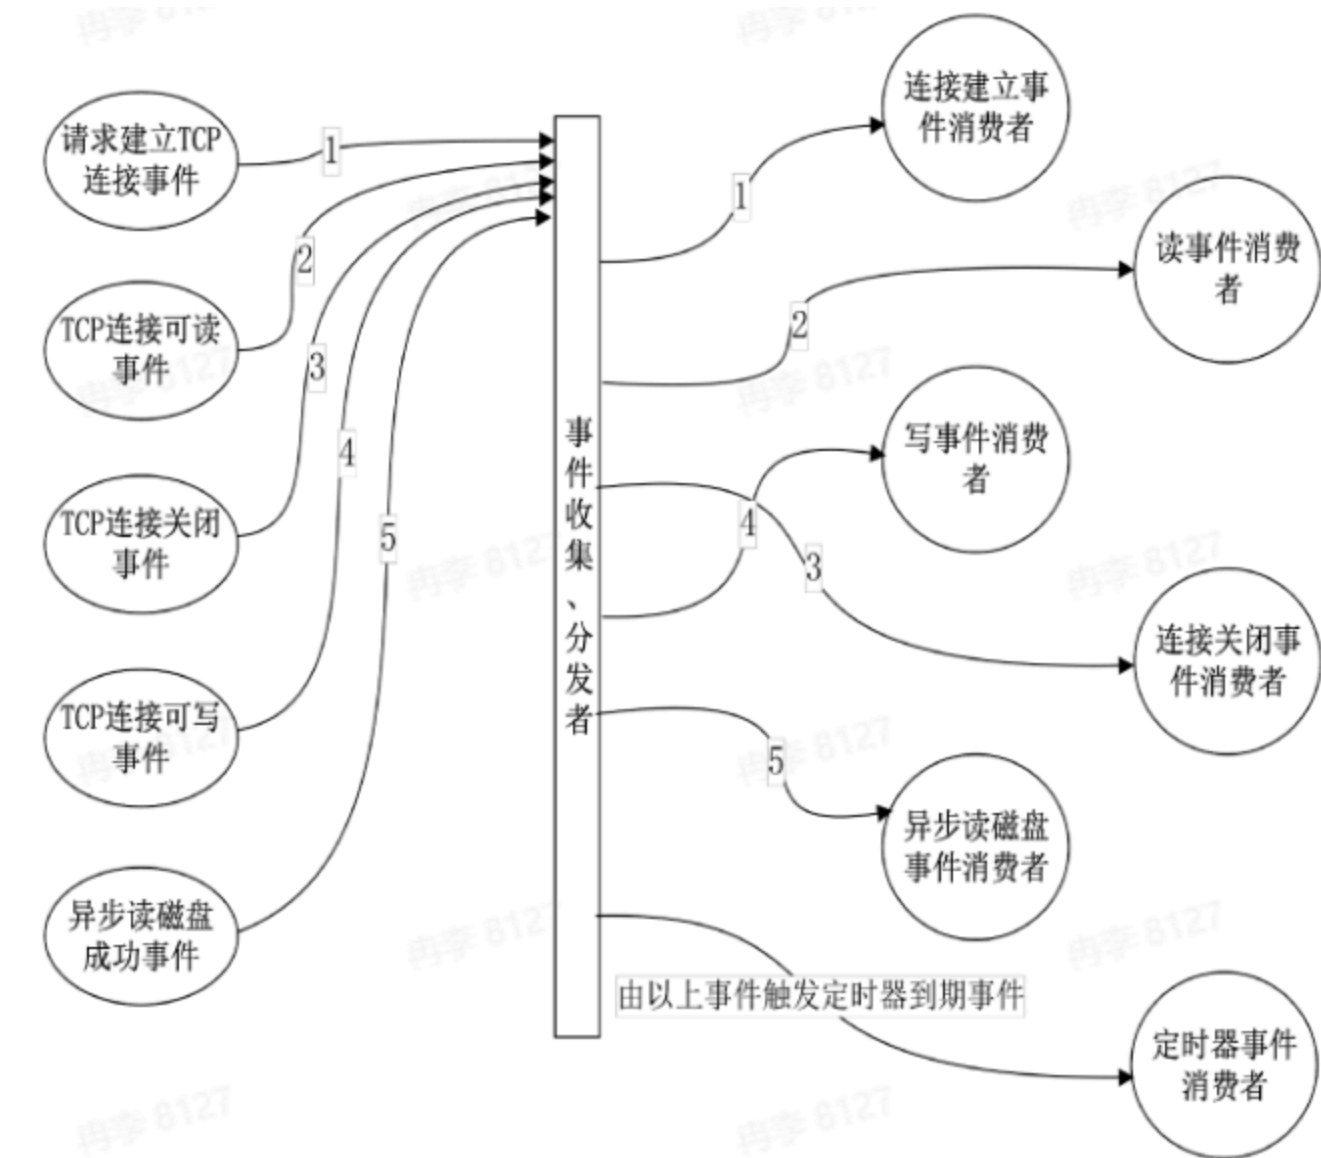 请求建立TCP
连接事件
TCP连接可读
事件
TCP连接关闭
事件
TCP连接可写
事件
异步读磁盘
成功事件
1
2
3
4
5
事
件
收
集
、
分
发
者
1
2
4
3
5
由以上事件触发定时器到期事件
连接建立事
件消费者
读事件消费
者
写事件消费
者
连接关闭事
件消费者
异步读磁盘
事件消费者
定时器事件
消费者